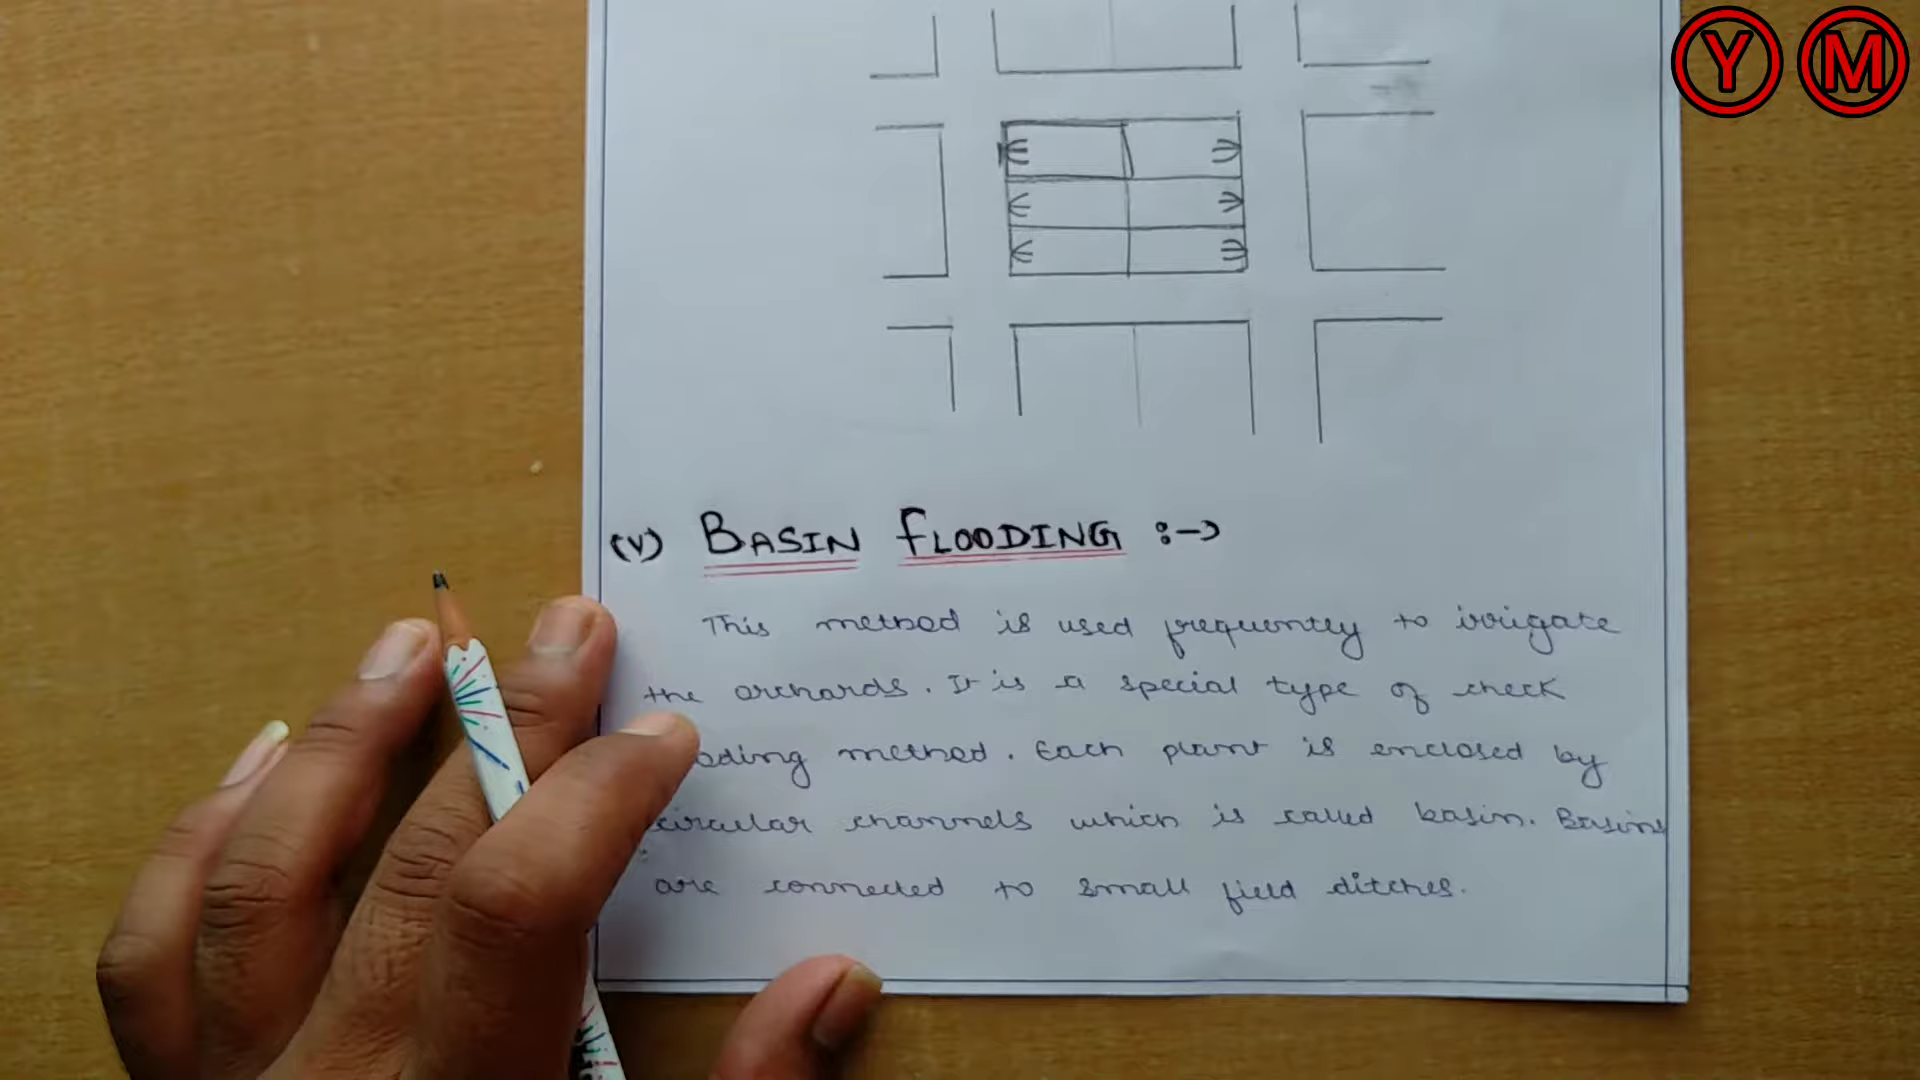 Y M
(V) BASIN FLOODING :->
This method is used frequently to irrigate
the orchards. It is a special type of check
method. Each plant is enclosed by
circular channels which is called basin. Basins
are connected to small field ditches.